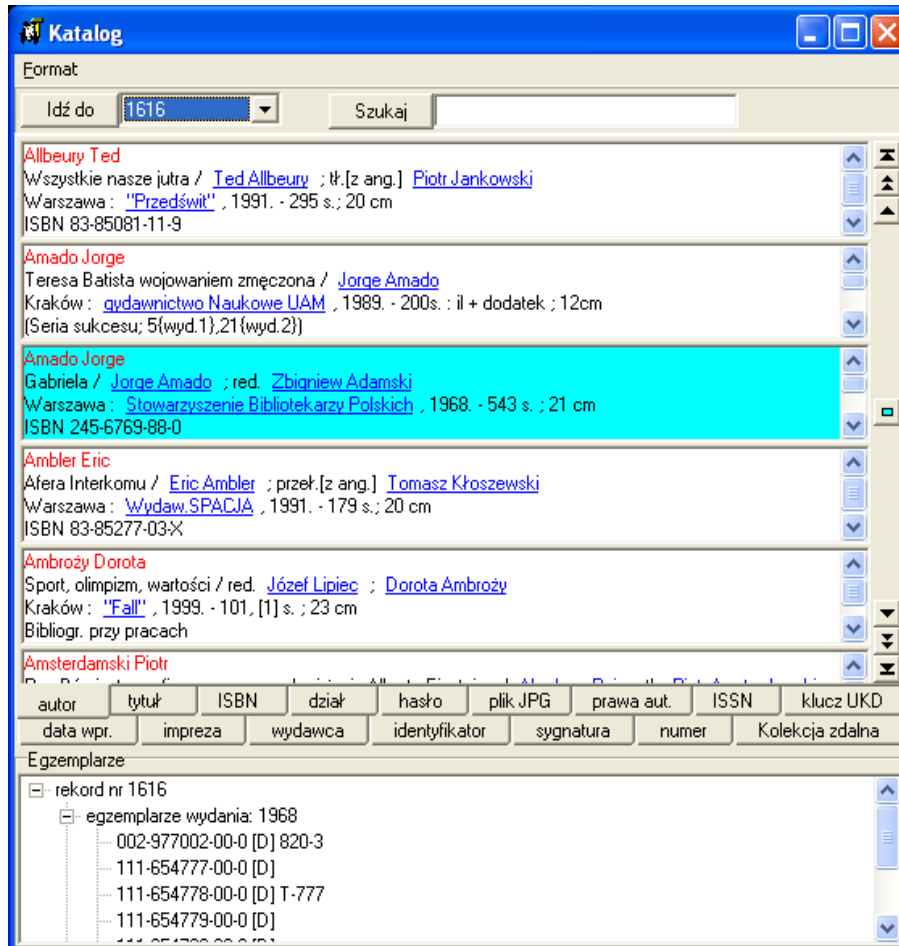 Katalog
Format
Idź do 1616 Szukaj
Allbeury Ted
Wszystkie nasze jutra / Ted Allbeury ; tł.[z ang.] Piotr Jankowski
Warszawa : "Przedświt" , 1991. - 295 s.; 20 cm
ISBN 83-85081-11-9
Amado Jorge
Teresa Batista wojowaniem zmęczona / Jorge Amado
Kraków : qydawnictwo Naukowe UAM , 1989. - 200s. : il + dodatek ; 12cm
(Seria sukcesu; 5{wyd.1},21{wyd.2})
Amado Jorge
Gabriela / Jorge Amado ; red. Zbigniew Adamski
Warszawa : Stowarzyszenie Bibliotekarzy Polskich , 1968. - 543 s. ; 21 cm
ISBN 245-6769-88-0
Ambler Eric
Afera Interkomu / Eric Ambler ; przeł.[z ang.] Tomasz Kłoszewski
Warszawa : Wydaw.SPACJA , 1991. - 179 s.; 20 cm
ISBN 83-85277-03-X
Ambroży Dorota
Sport, olimpizm, wartości / red. Józef Lipiec ; Dorota Ambroży
Kraków : "Fall" , 1999. - 101, [1] s. ; 23 cm
Bibliogr. przy pracach
Amsterdamski Piotr
autor tytuł ISBN dział hasło plik JPG prawa aut. ISSN klucz UKD
data wpr. impreza wydawca identyfikator sygnatura numer Kolekcja zdalna
Egzemplarze
rekord nr 1616
egzemplarze wydania: 1968
002-977002-00-0 [D] 820-3
111-654777-00-0 [D]
111-654778-00-0 [D] T-777
111-654779-00-0 [D]